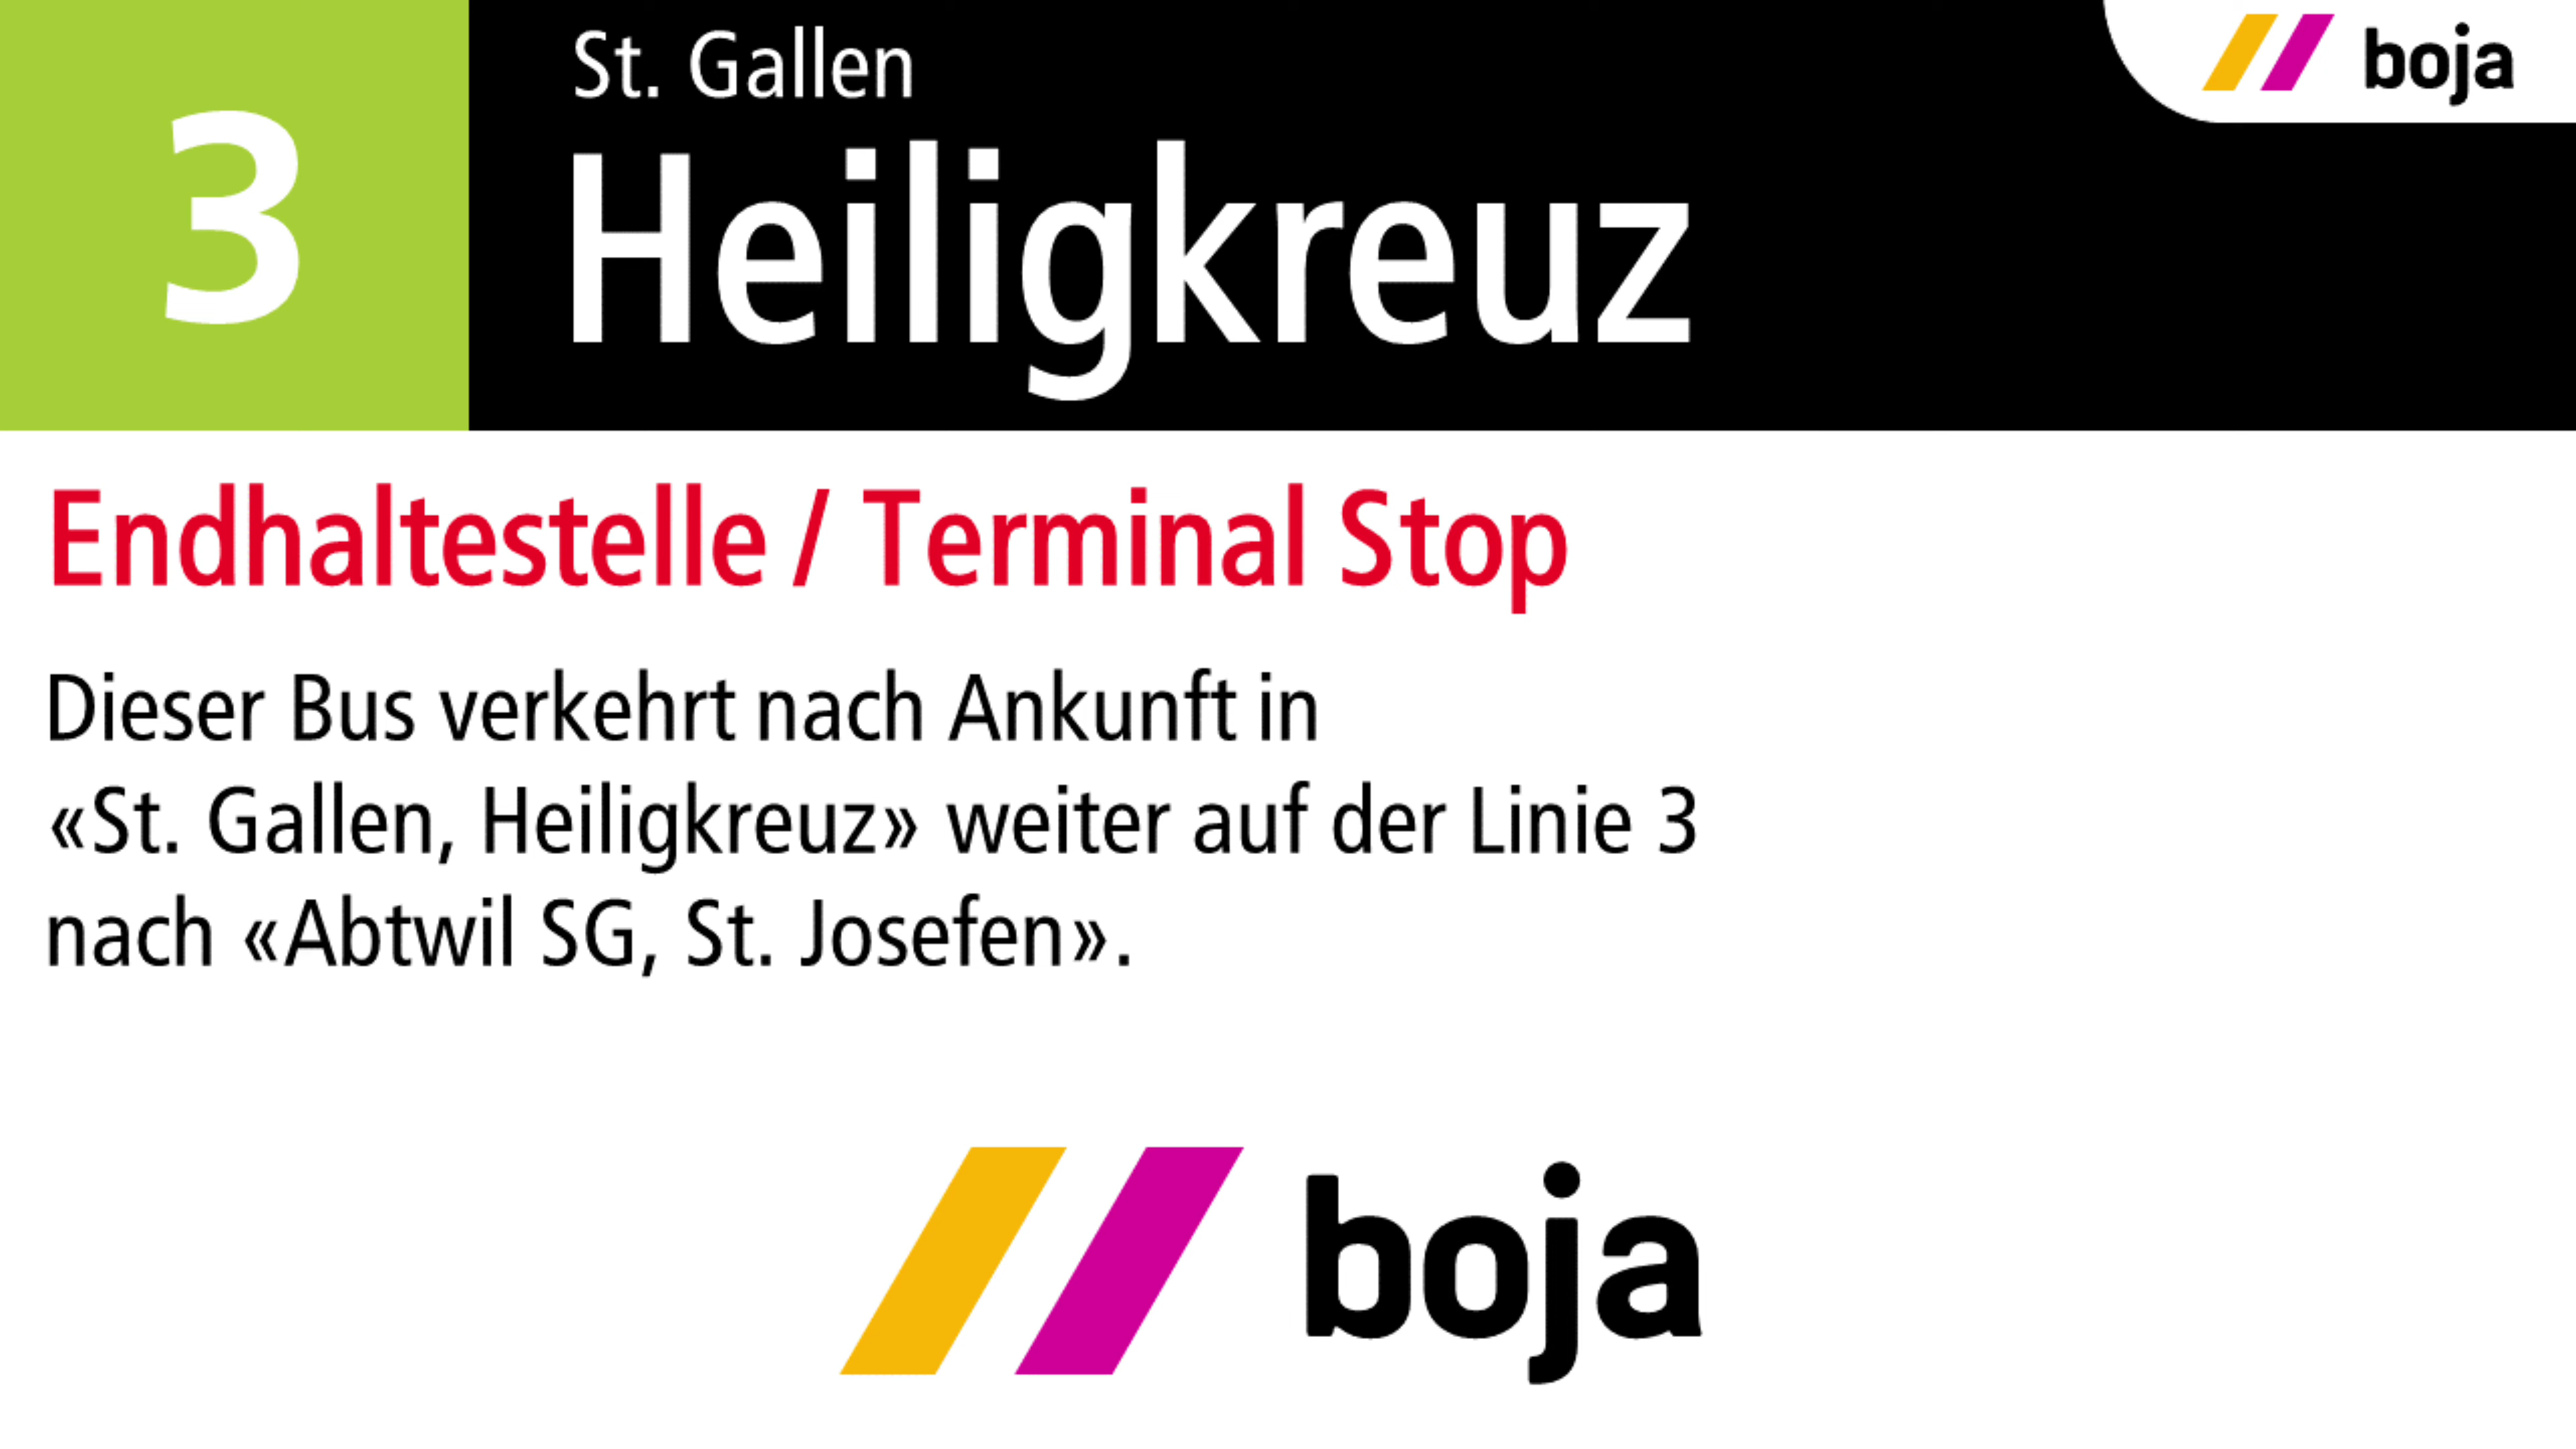 3
St. Gallen
boja
Heiligkreuz
Endhaltestelle / Terminal Stop
Dieser Bus verkehrt nach Ankunft in
«St. Gallen, Heiligkreuz» weiter auf der Linie 3
nach «Abtwil SG, St. Josefen».
boja